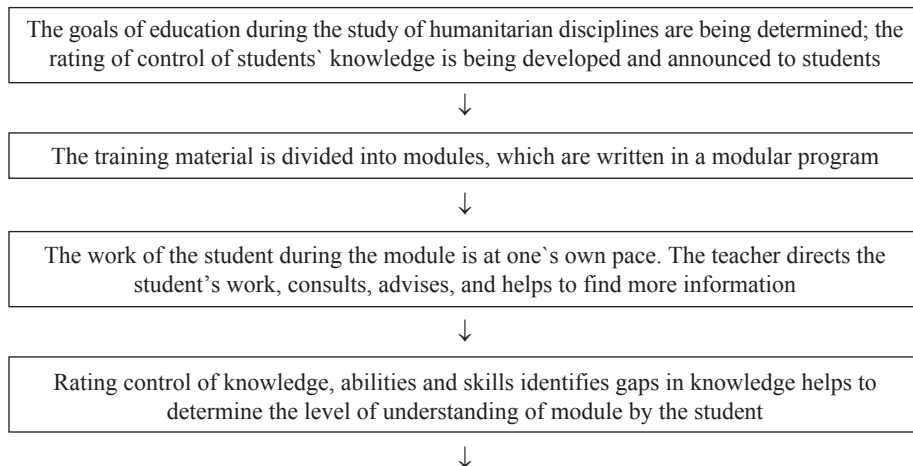 The goals of education during the study of humanitarian disciplines are being determined; the
rating of control of students` knowledge is being developed and announced to students
↓
The training material is divided into modules, which are written in a modular program
↓
The work of the student during the module is at one`s own pace. The teacher directs the
student’s work, consults, advises, and helps to find more information
↓
Rating control of knowledge, abilities and skills identifies gaps in knowledge helps to
determine the level of understanding of module by the student
↓